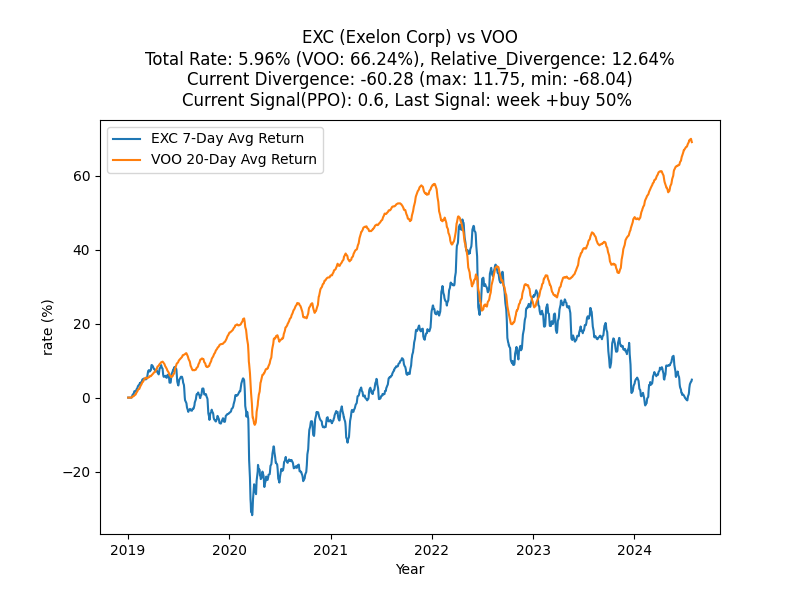 EXC (Exelon Corp) vs VOO
Total Rate: 5.96% (VOO: 66.24%), Relative_Divergence: 12.64%
Current Divergence: -60.28 (max: 11.75, min: -68.04)
Current Signal(PPO): 0.6, Last Signal: week +buy 50%
EXC 7-Day Avg Return
VOO 20-Day Avg Return
60
40
20
0
−20
rate (%)
2019 2020 2021 2022 2023 2024
Year